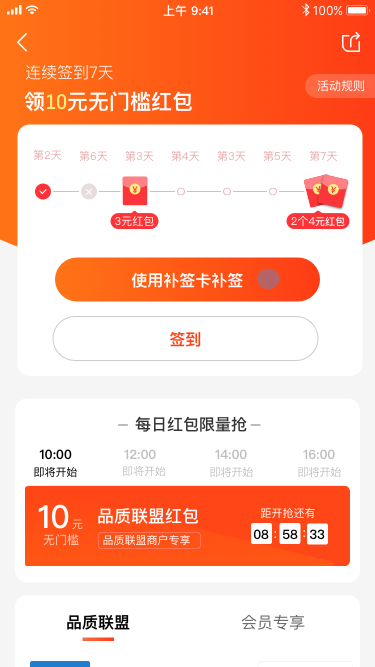 上午 9:41
100%
连续签到7天
领10元无门槛红包
活动规则
第2天 第6天 第3天 第4天 第3天 第5天 第7天
3元红包 2个4元红包
使用补签卡补签
签到
每日红包限量抢
10:00 12:00 14:00 16:00
即将开始 即将开始 即将开始 即将开始
10元 品质联盟红包 距开抢还有
无门槛 品质联盟商户专享 08 : 58 : 33
品质联盟 会员专享